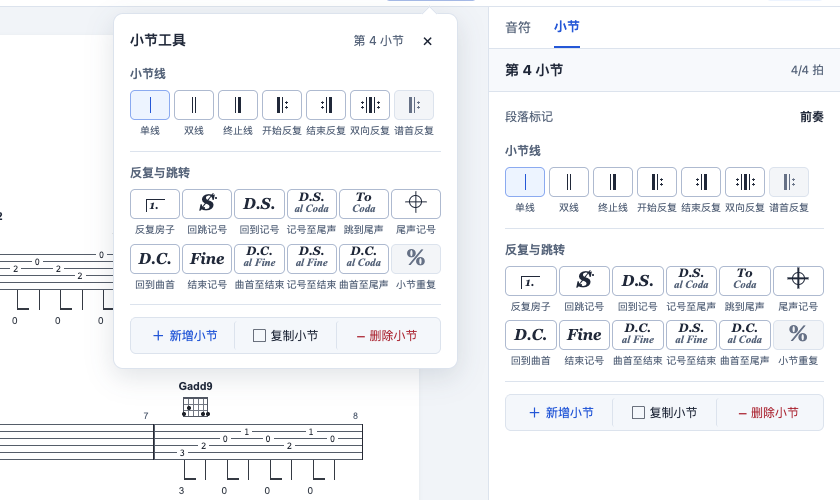 小节工具 第 4 小节 ×
小节线
单线 双线 终止线 开始反复 结束反复 双向反复 谱首反复
反复与跳转
1. D.S. D.S. al Coda To Coda
反复房子 回跳记号 回到记号 记号至尾声 跳到尾声 尾声记号
D.C. Fine D.C. al Fine D.S. al Fine D.C. al Coda %
回到曲首 结束记号 曲首至结束 记号至结束 曲首至尾声 小节重复
+ 新增小节 复制小节 − 删除小节
2
0
2 0 2 2
0 0 0
Gadd9
7 8
3 2 0 1 0 2 1 0
3 0 0 0
音符 小节
第 4 小节 4/4 拍
段落标记 前奏
小节线
单线 双线 终止线 开始反复 结束反复 双向反复 谱首反复
反复与跳转
1. D.S. D.S. al Coda To Coda
反复房子 回跳记号 回到记号 记号至尾声 跳到尾声 尾声记号
D.C. Fine D.C. al Fine D.S. al Fine D.C. al Coda %
回到曲首 结束记号 曲首至结束 记号至结束 曲首至尾声 小节重复
+ 新增小节 复制小节 − 删除小节